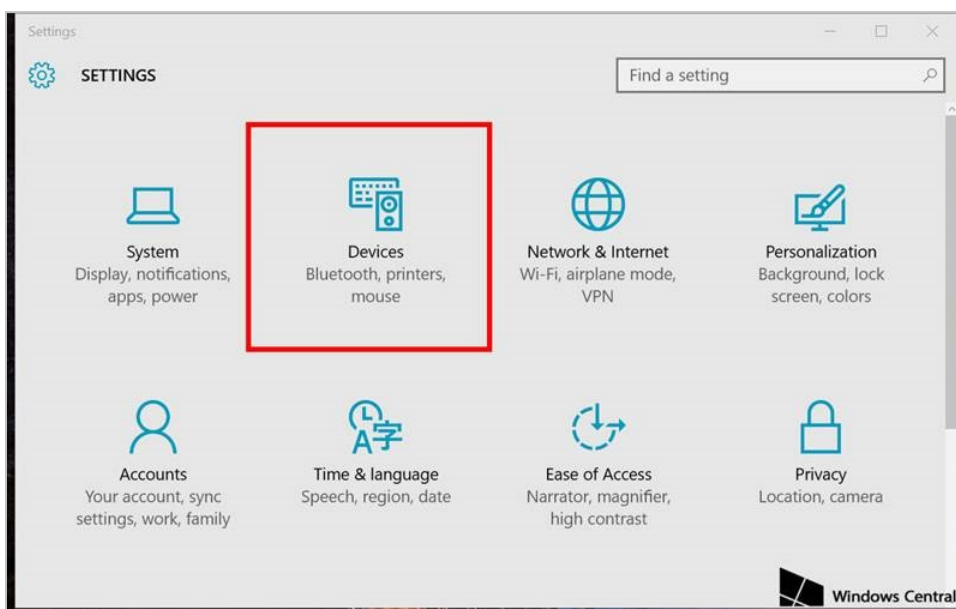 Settings
SETTINGS
Find a setting
System
Display, notifications,
apps, power
Devices
Bluetooth, printers,
mouse
Network & Internet
Wi-Fi, airplane mode,
VPN
Personalization
Background, lock
screen, colors
Accounts
Your account, sync
settings, work, family
Time & language
Speech, region, date
Ease of Access
Narrator, magnifier,
high contrast
Privacy
Location, camera
Windows Central